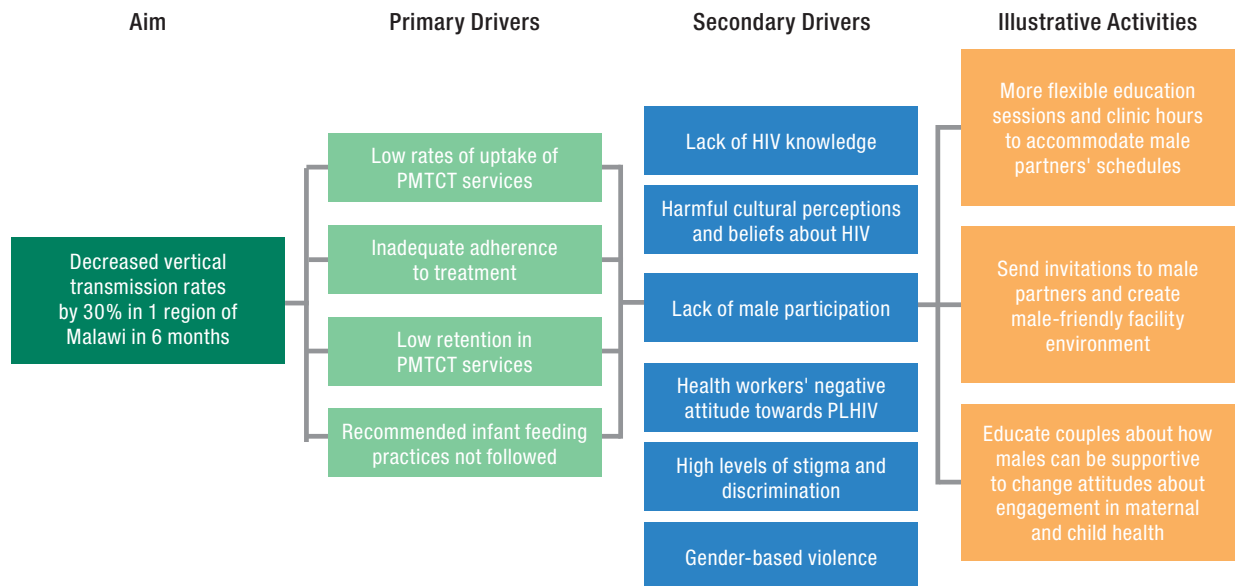 Aim
Primary Drivers
Secondary Drivers
Illustrative Activities
Decreased vertical
transmission rates
by 30% in 1 region of
Malawi in 6 months
Low rates of uptake of
PMTCT services
Inadequate adherence
to treatment
Low retention in
PMTCT services
Recommended infant feeding
practices not followed
Lack of HIV knowledge
Harmful cultural perceptions
and beliefs about HIV
Lack of male participation
Health workers' negative
attitude towards PLHIV
High levels of stigma and
discrimination
Gender-based violence
More flexible education
sessions and clinic hours
to accommodate male
partners' schedules
Send invitations to male
partners and create
male-friendly facility
environment
Educate couples about how
males can be supportive
to change attitudes about
engagement in maternal
and child health